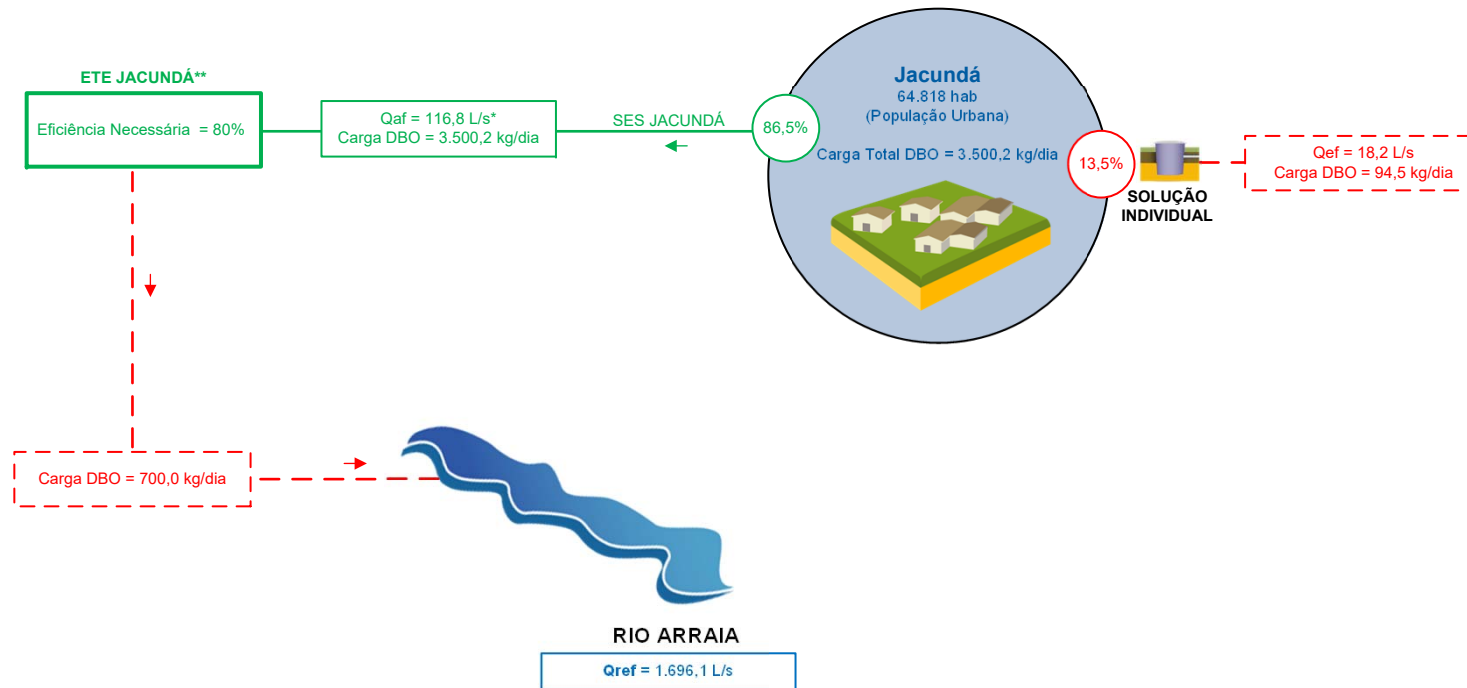 ETE JACUNDÁ**
Eficiência Necessária = 80%
Qaf = 116,8 L/s*
Carga DBO = 3.500,2 kg/dia
SES JACUNDÁ
86,5%
Jacundá
64.818 hab
(População Urbana)
Carga Total DBO = 3.500,2 kg/dia
13,5%
SOLUÇÃO
INDIVIDUAL
Qef = 18,2 L/s
Carga DBO = 94,5 kg/dia
Carga DBO = 700,0 kg/dia
RIO ARRAIA
Qref = 1.696,1 L/s